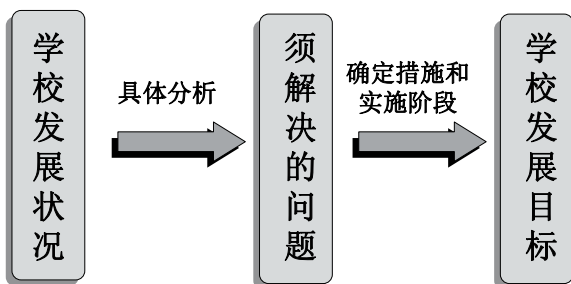 学校发展状况
具体分析
须解决的问题
确定措施和
实施阶段
学校发展目标